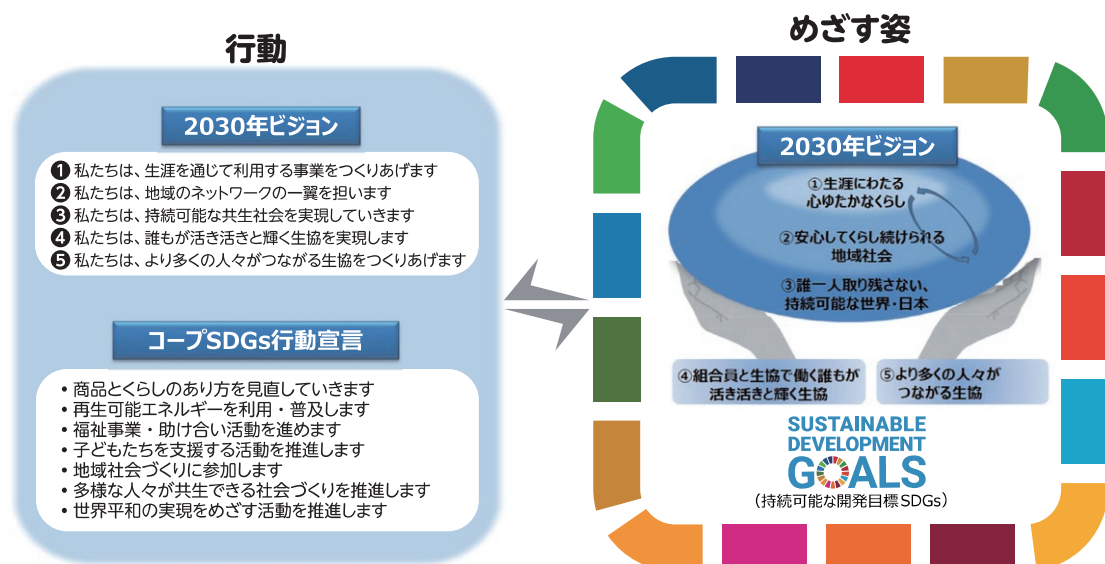 行動
2030年ビジョン
❶ 私たちは、生涯を通じて利用する事業をつくりあげます
❷ 私たちは、地域のネットワークの一翼を担います
❸ 私たちは、持続可能な共生社会を実現していきます
❹ 私たちは、誰もが活き活きと輝く生協を実現します
❺ 私たちは、より多くの人々がつながる生協をつくりあげます
コープSDGs行動宣言
・商品とくらしのあり方を見直していきます
・再生可能エネルギーを利用・普及します
・福祉事業・助け合い活動を進めます
・子どもたちを支援する活動を推進します
・地域社会づくりに参加します
・多様な人々が共生できる社会づくりを推進します
・世界平和の実現をめざす活動を推進します
めざす姿
2030年ビジョン
①生涯にわたる
心ゆたかなくらし
②安心してくらし続けられる
地域社会
③誰一人取り残さない、
持続可能な世界・日本
④組合員と生協で働く誰もが
活き活きと輝く生協
⑤より多くの人々が
つながる生協
SUSTAINABLE
DEVELOPMENT
GOALS
(持続可能な開発目標SDGs)